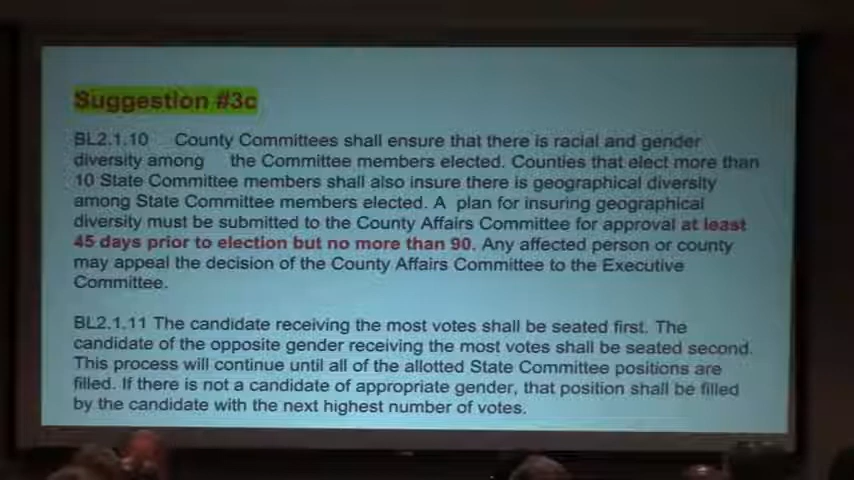 Suggestion #3c
BL2.1.10 County Committees shall ensure that there is racial and gender
diversity among the Committee members elected. Counties that elect more than
10 State Committee members shall also insure there is geographical diversity
among State Committee members elected. A plan for insuring geographical
diversity must be submitted to the County Affairs Committee for approval at least
45 days prior to election but no more than 90. Any affected person or county
may appeal the decision of the County Affairs Committee to the Executive
Committee.
BL2.1.11 The candidate receiving the most votes shall be seated first. The
candidate of the opposite gender receiving the most votes shall be seated second.
This process will continue until all of the allotted State Committee positions are
filled. If there is not a candidate of appropriate gender, that position shall be filled
by the candidate with the next highest number of votes.